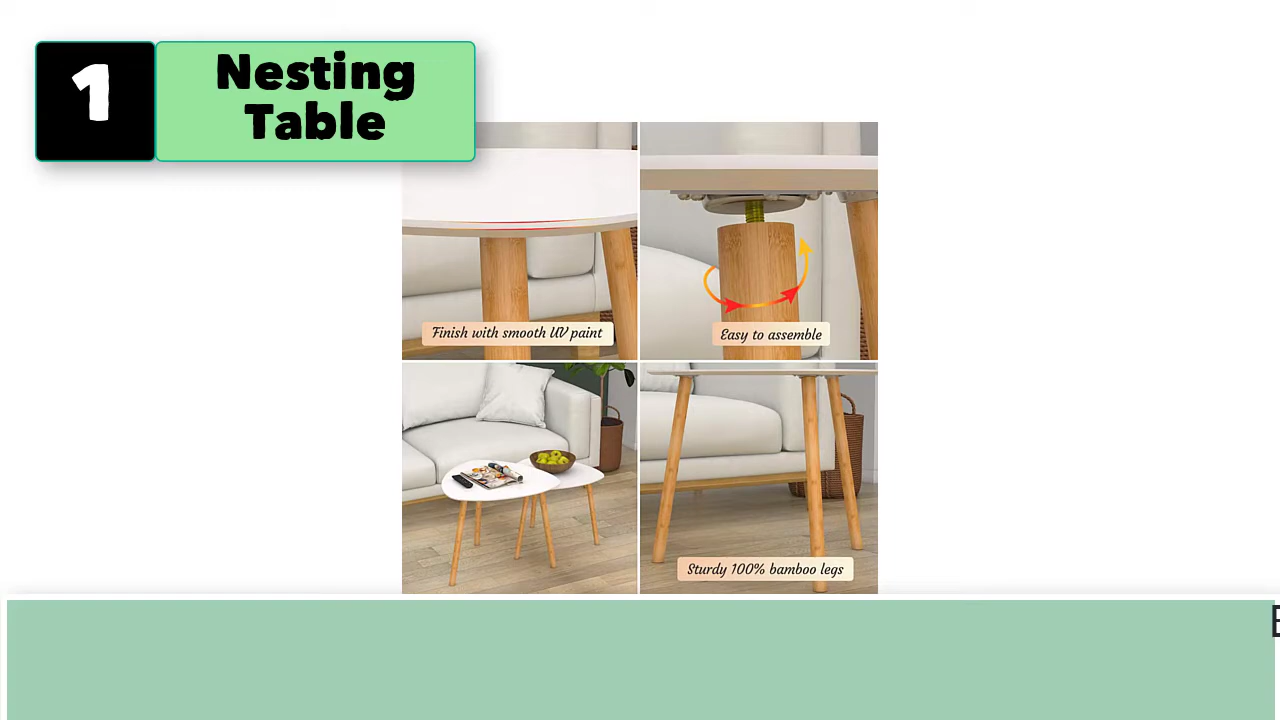 1
Nesting
Table
Finish with smooth UV paint
Easy to assemble
Sturdy 100% bamboo legs